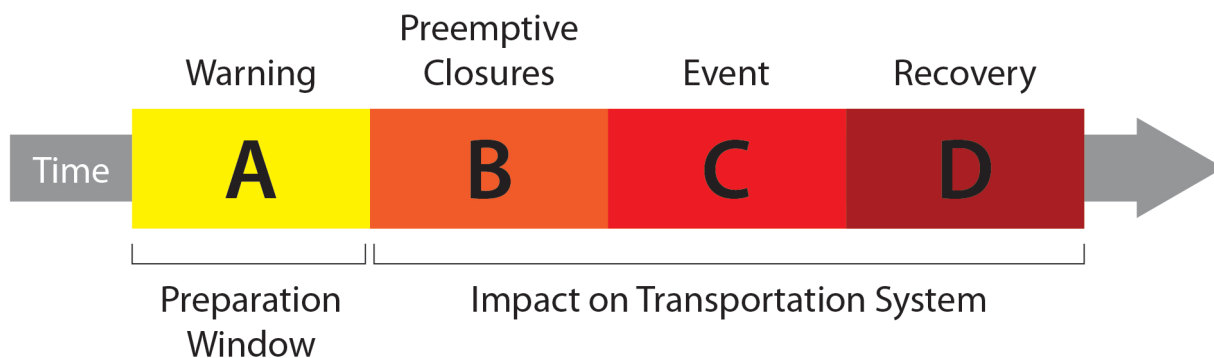 Warning
Preemptive
Closures
Event
Recovery
Time
A
B
C
D
Preparation
Window
Impact on Transportation System